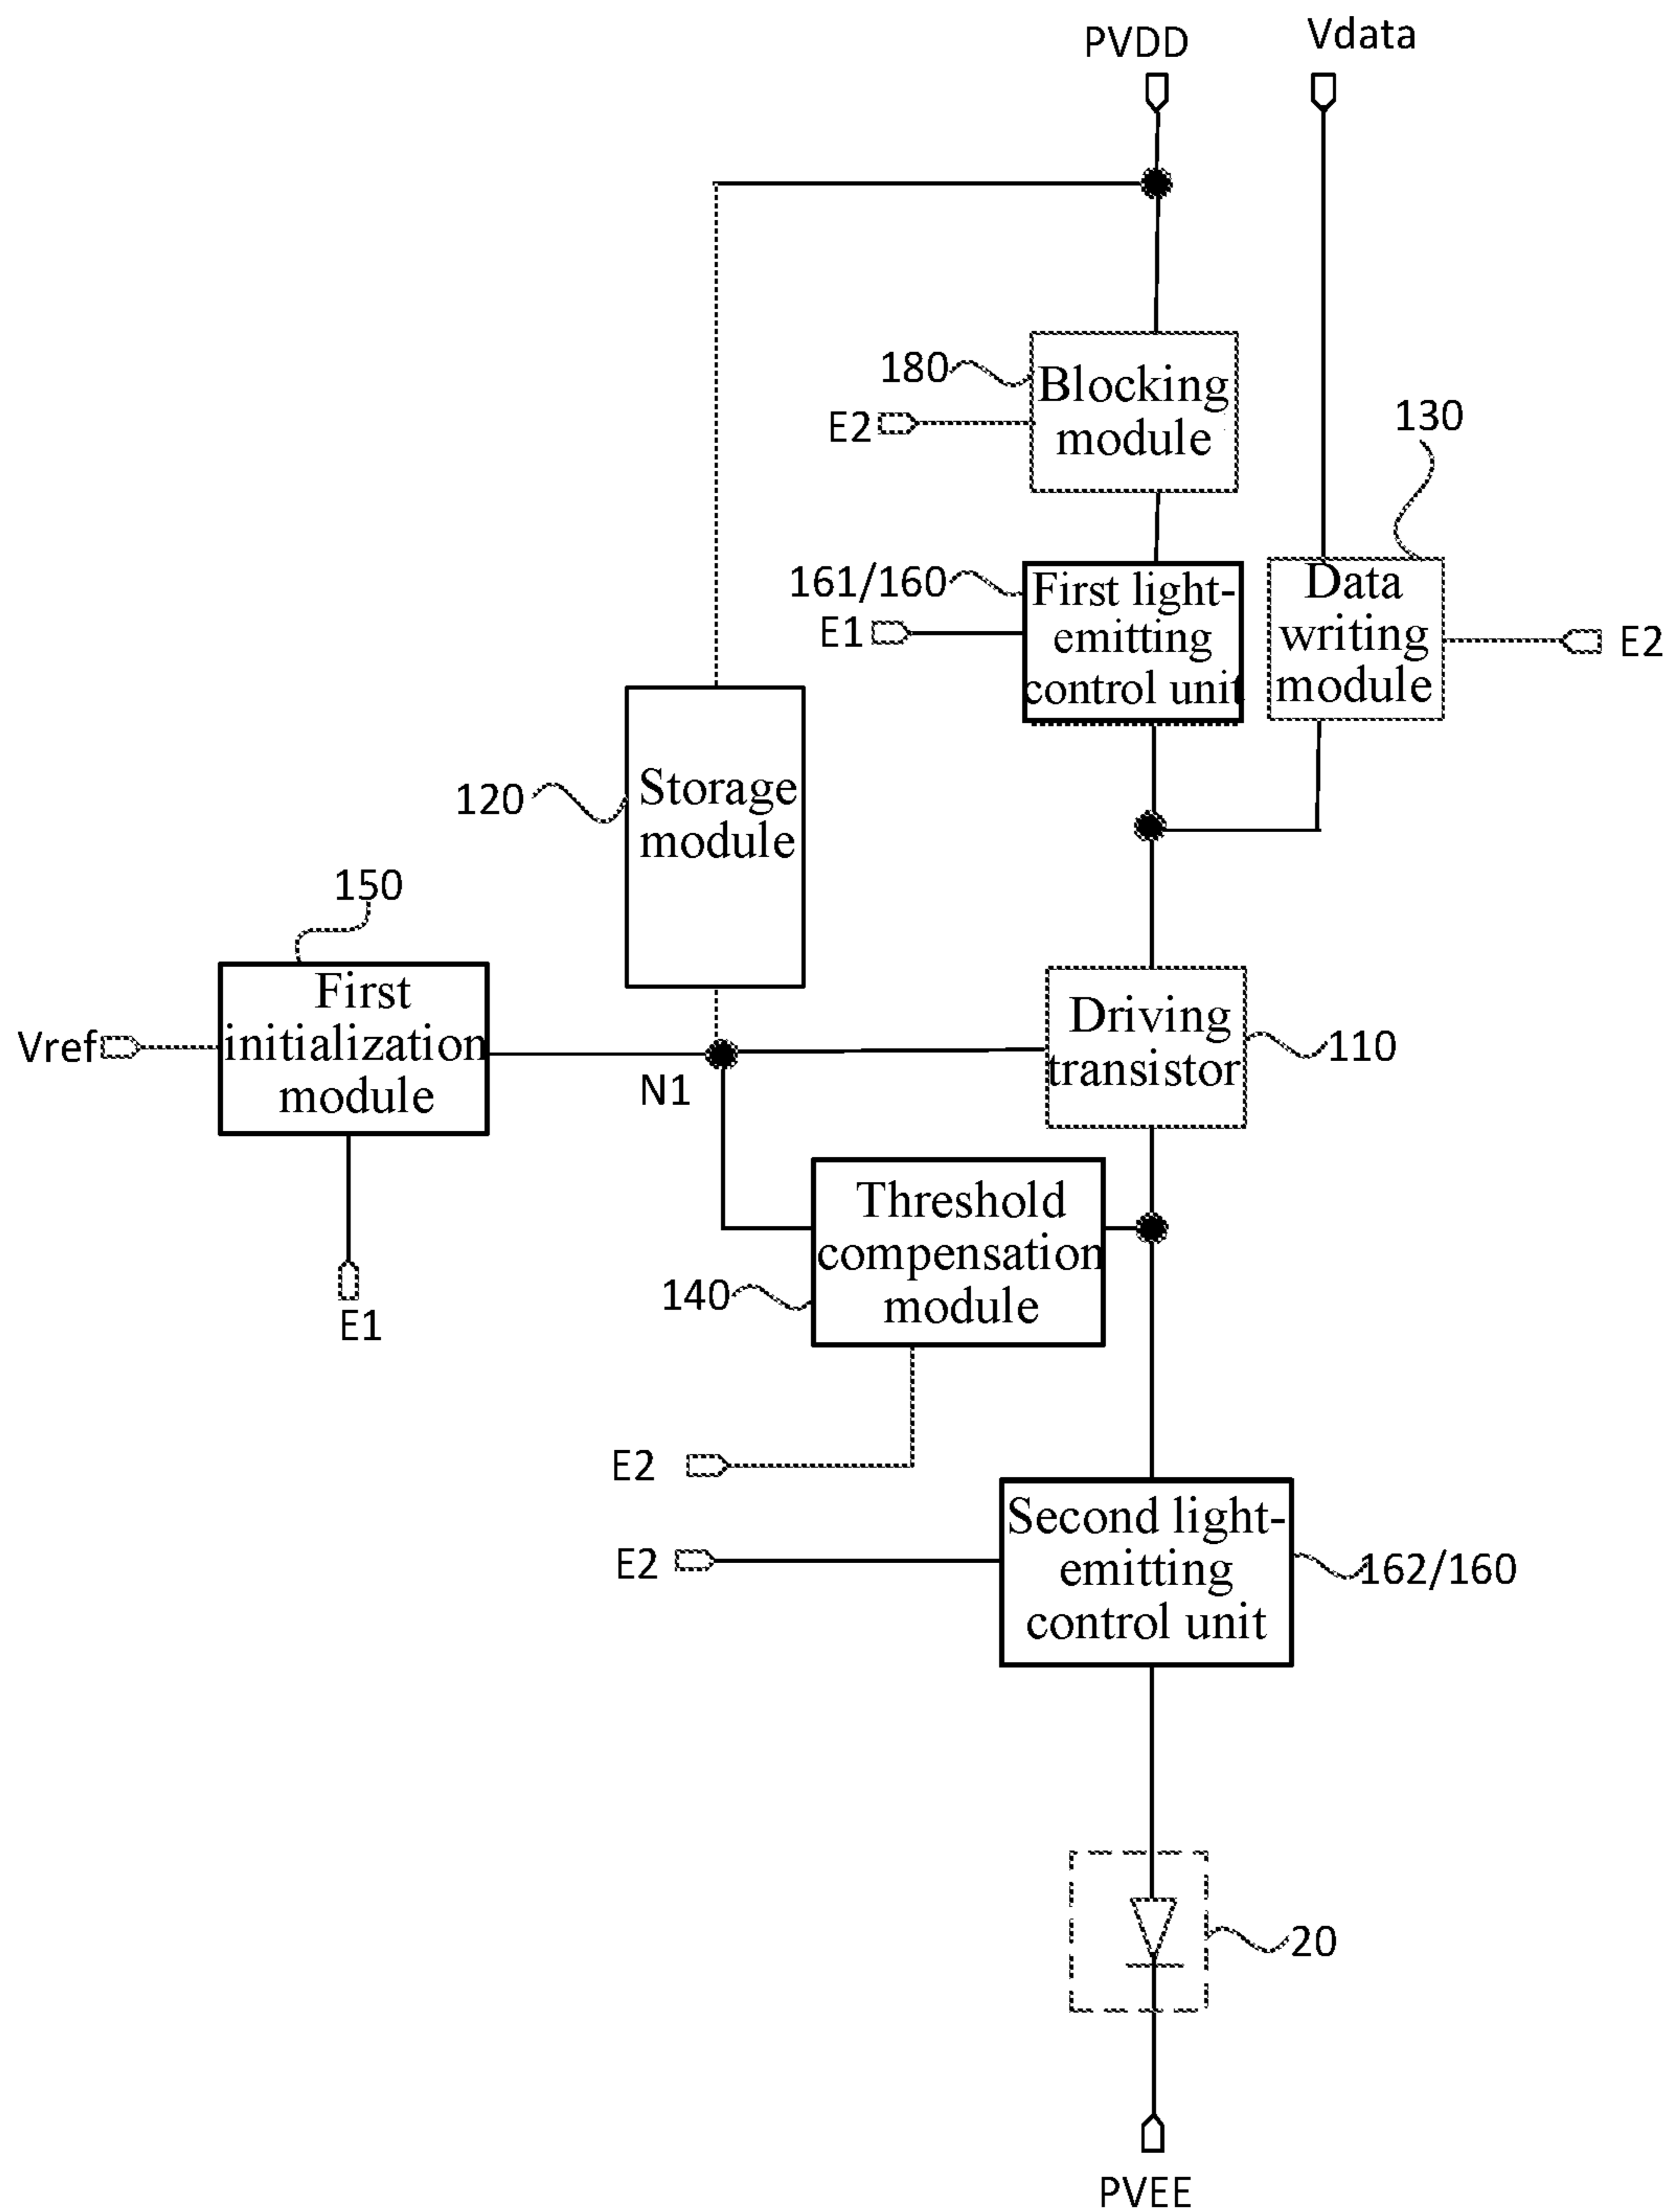 PVDD
Vdata
180
Blocking
module
E2
130
161/160
First light-
emitting
control unit
E1
Data
writing
module
E2
120
Storage
module
150
First
initialization
module
Vref
N1
E1
Driving
transistor
110
Threshold
compensation
module
140
E2
E2
Second light-
emitting
control unit
162/160
20
PVEE